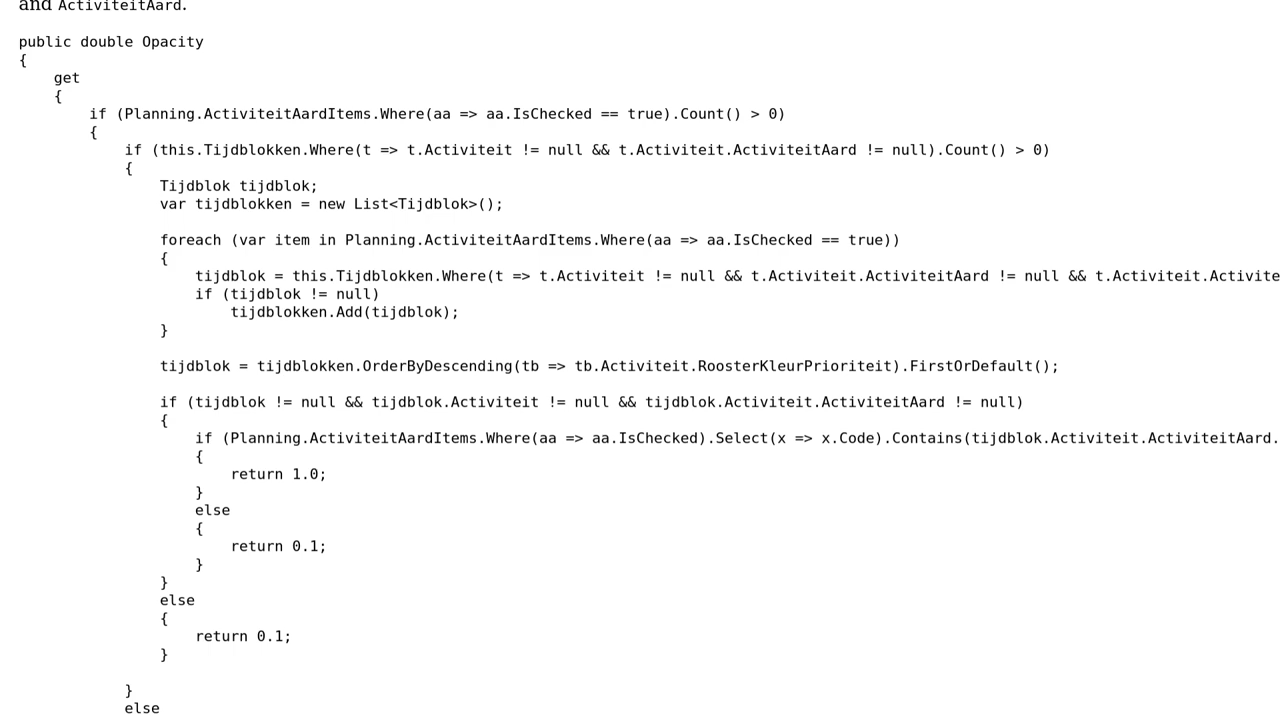 and ActiviteitAard.
public double Opacity
{
    get
    {
        if (Planning.ActiviteitAardItems.Where(aa => aa.IsChecked == true).Count() > 0)
        {
            if (this.Tijdblokken.Where(t => t.Activiteit != null && t.Activiteit.ActiviteitAard != null).Count() > 0)
            {
                Tijdblok tijdblok;
                var tijdblokken = new List<Tijdblok>();
                foreach (var item in Planning.ActiviteitAardItems.Where(aa => aa.IsChecked == true))
                {
                    tijdblok = this.Tijdblokken.Where(t => t.Activiteit != null && t.Activiteit.ActiviteitAard != null && t.Activiteit.Activite
                    if (tijdblok != null)
                        tijdblokken.Add(tijdblok);
                }
                tijdblok = tijdblokken.OrderByDescending(tb => tb.Activiteit.RoosterKleurPrioriteit).FirstOrDefault();
                if (tijdblok != null && tijdblok.Activiteit != null && tijdblok.Activiteit.ActiviteitAard != null)
                {
                    if (Planning.ActiviteitAardItems.Where(aa => aa.IsChecked).Select(x => x.Code).Contains(tijdblok.Activiteit.ActiviteitAard.
                    {
                        return 1.0;
                    }
                    else
                    {
                        return 0.1;
                    }
                }
                else
                {
                    return 0.1;
                }
            }
            else